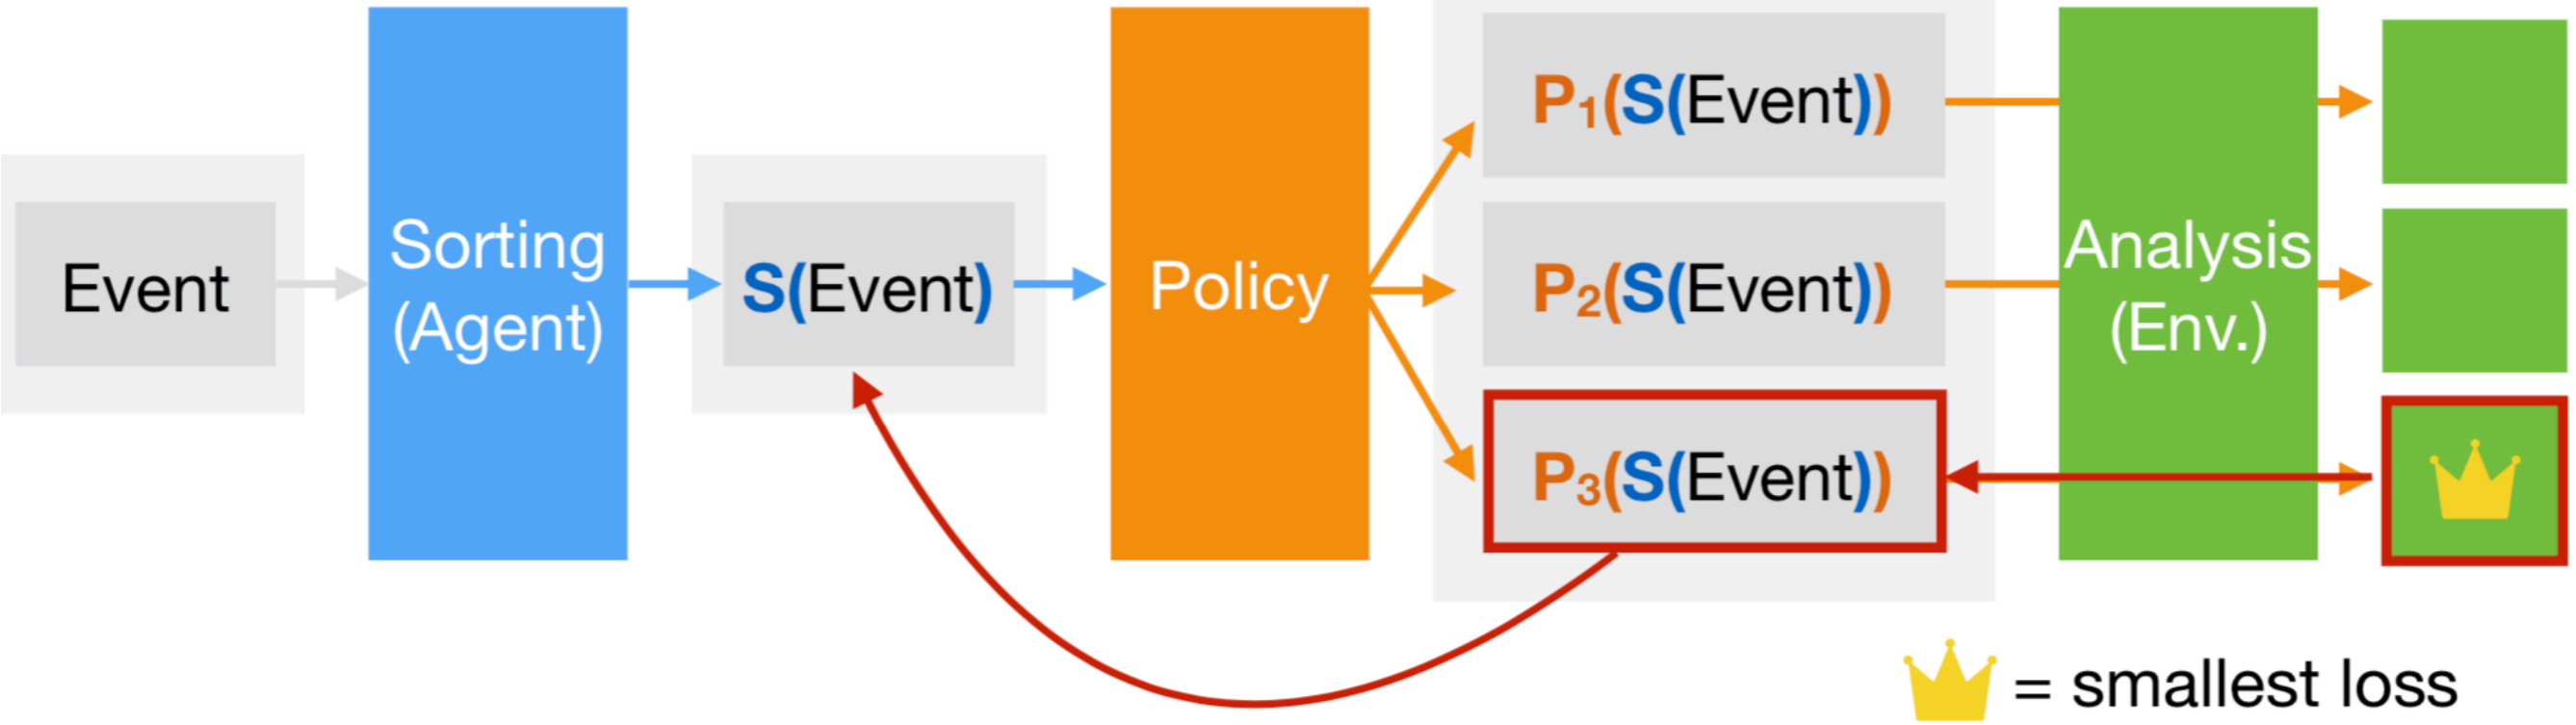 Event
Sorting
(Agent)
S(Event)
Policy
P₁(S(Event))
P₂(S(Event))
P₃(S(Event))
Analysis
(Env.)
= smallest loss